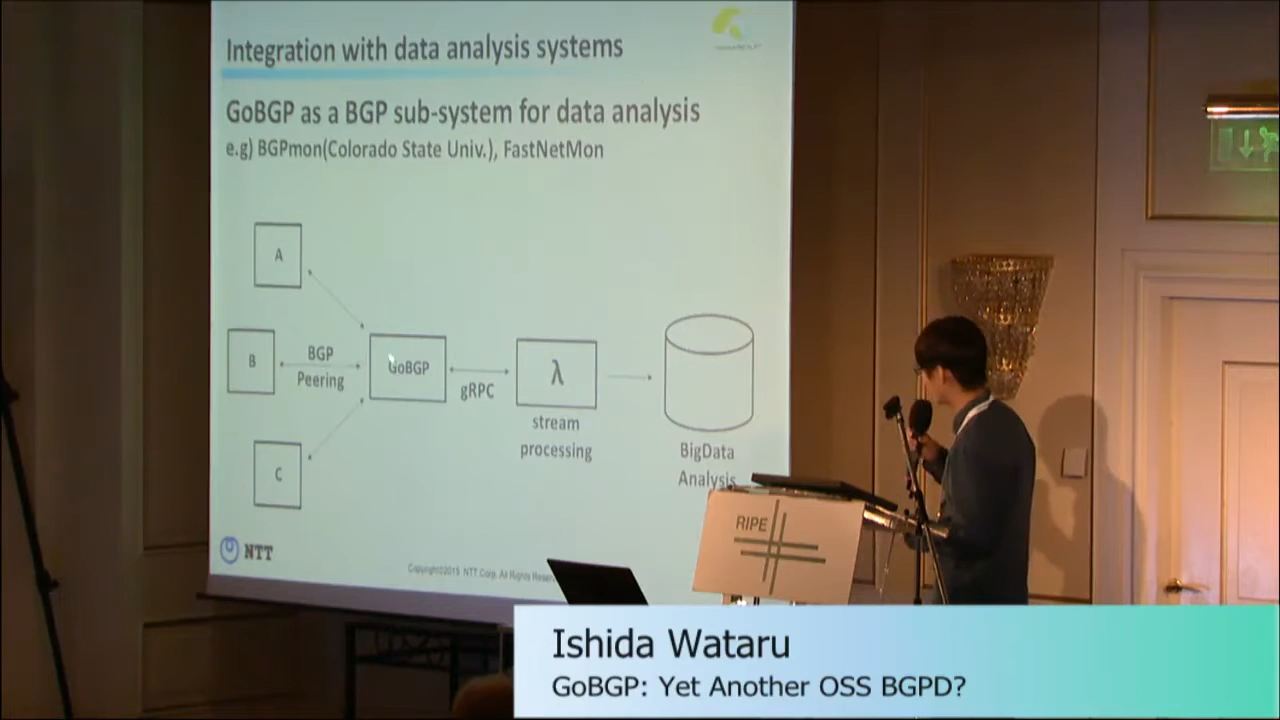 Integration with data analysis systems
GoBGP as a BGP sub-system for data analysis
e.g) BGPmon(Colorado State Univ.), FastNetMon
A
B
BGP
Peering
GoBGP
gRPC
λ
stream
processing
BigData
Analysis
C
NTT
Copyright©2015 NTT Corp. All Rights
RIPE
Ishida Wataru
GoBGP: Yet Another OSS BGPD?